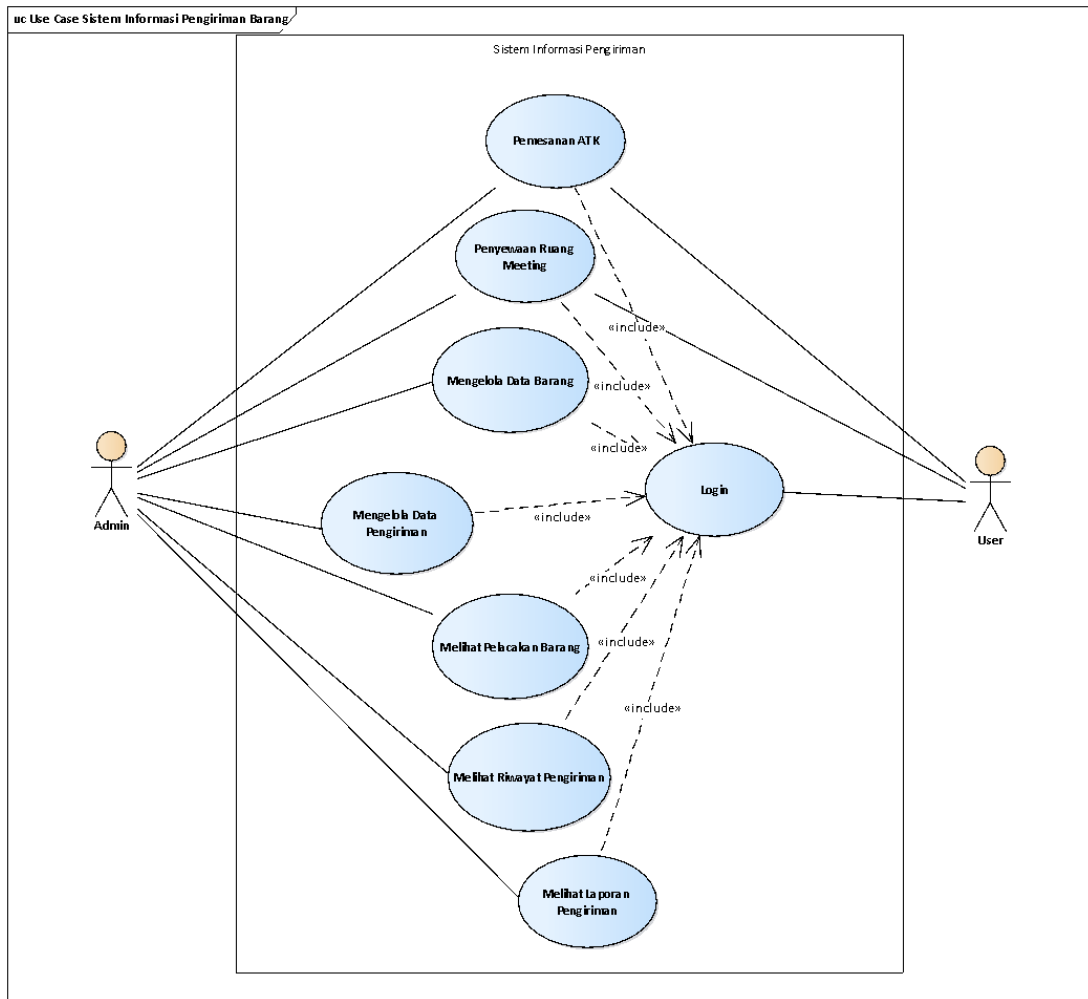 uc Use Case Sistem Informasi Pengiriman Barang
Sistem Informasi Pengiriman
Pemesanan ATK
Penyewaan Ruang
Meeting
«include»
Mengelola Data Barang
«include»
«include»
Login
Mengelola Data
Pengiriman
«include»
Admin
User
«include»
Melihat Pelacakan Barang
«include»
«include»
Melihat Riwayat Pengiriman
Melihat Laporan
Pengiriman